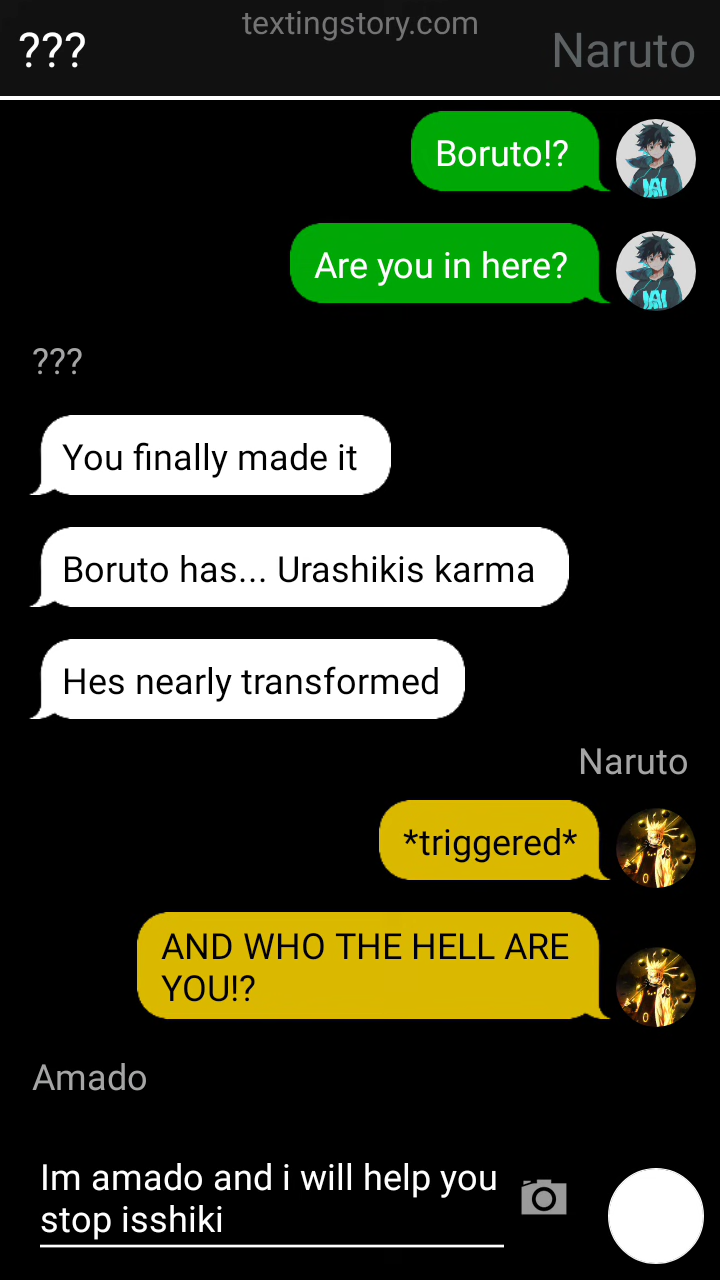 textingstory.com
???
Naruto
Boruto!?
Are you in here?
???
You finally made it
Boruto has... Urashikis karma
Hes nearly transformed
Naruto
*triggered*
AND WHO THE HELL ARE
YOU!?
Amado
Im amado and i will help you
stop isshiki